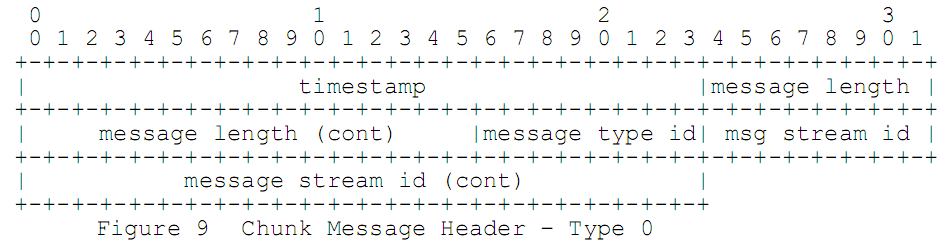 0                   1                   2                   3
0 1 2 3 4 5 6 7 8 9 0 1 2 3 4 5 6 7 8 9 0 1 2 3 4 5 6 7 8 9 0 1
+-+-+-+-+-+-+-+-+-+-+-+-+-+-+-+-+-+-+-+-+-+-+-+-+-+-+-+-+-+-+-+-+
|                   timestamp                   |message length |
+-+-+-+-+-+-+-+-+-+-+-+-+-+-+-+-+-+-+-+-+-+-+-+-+-+-+-+-+-+-+-+-+
|     message length (cont)     |message type id| msg stream id |
+-+-+-+-+-+-+-+-+-+-+-+-+-+-+-+-+-+-+-+-+-+-+-+-+-+-+-+-+-+-+-+-+
|           message stream id (cont)            |
+-+-+-+-+-+-+-+-+-+-+-+-+-+-+-+-+-+-+-+-+-+-+-+-+
Figure 9  Chunk Message Header – Type 0